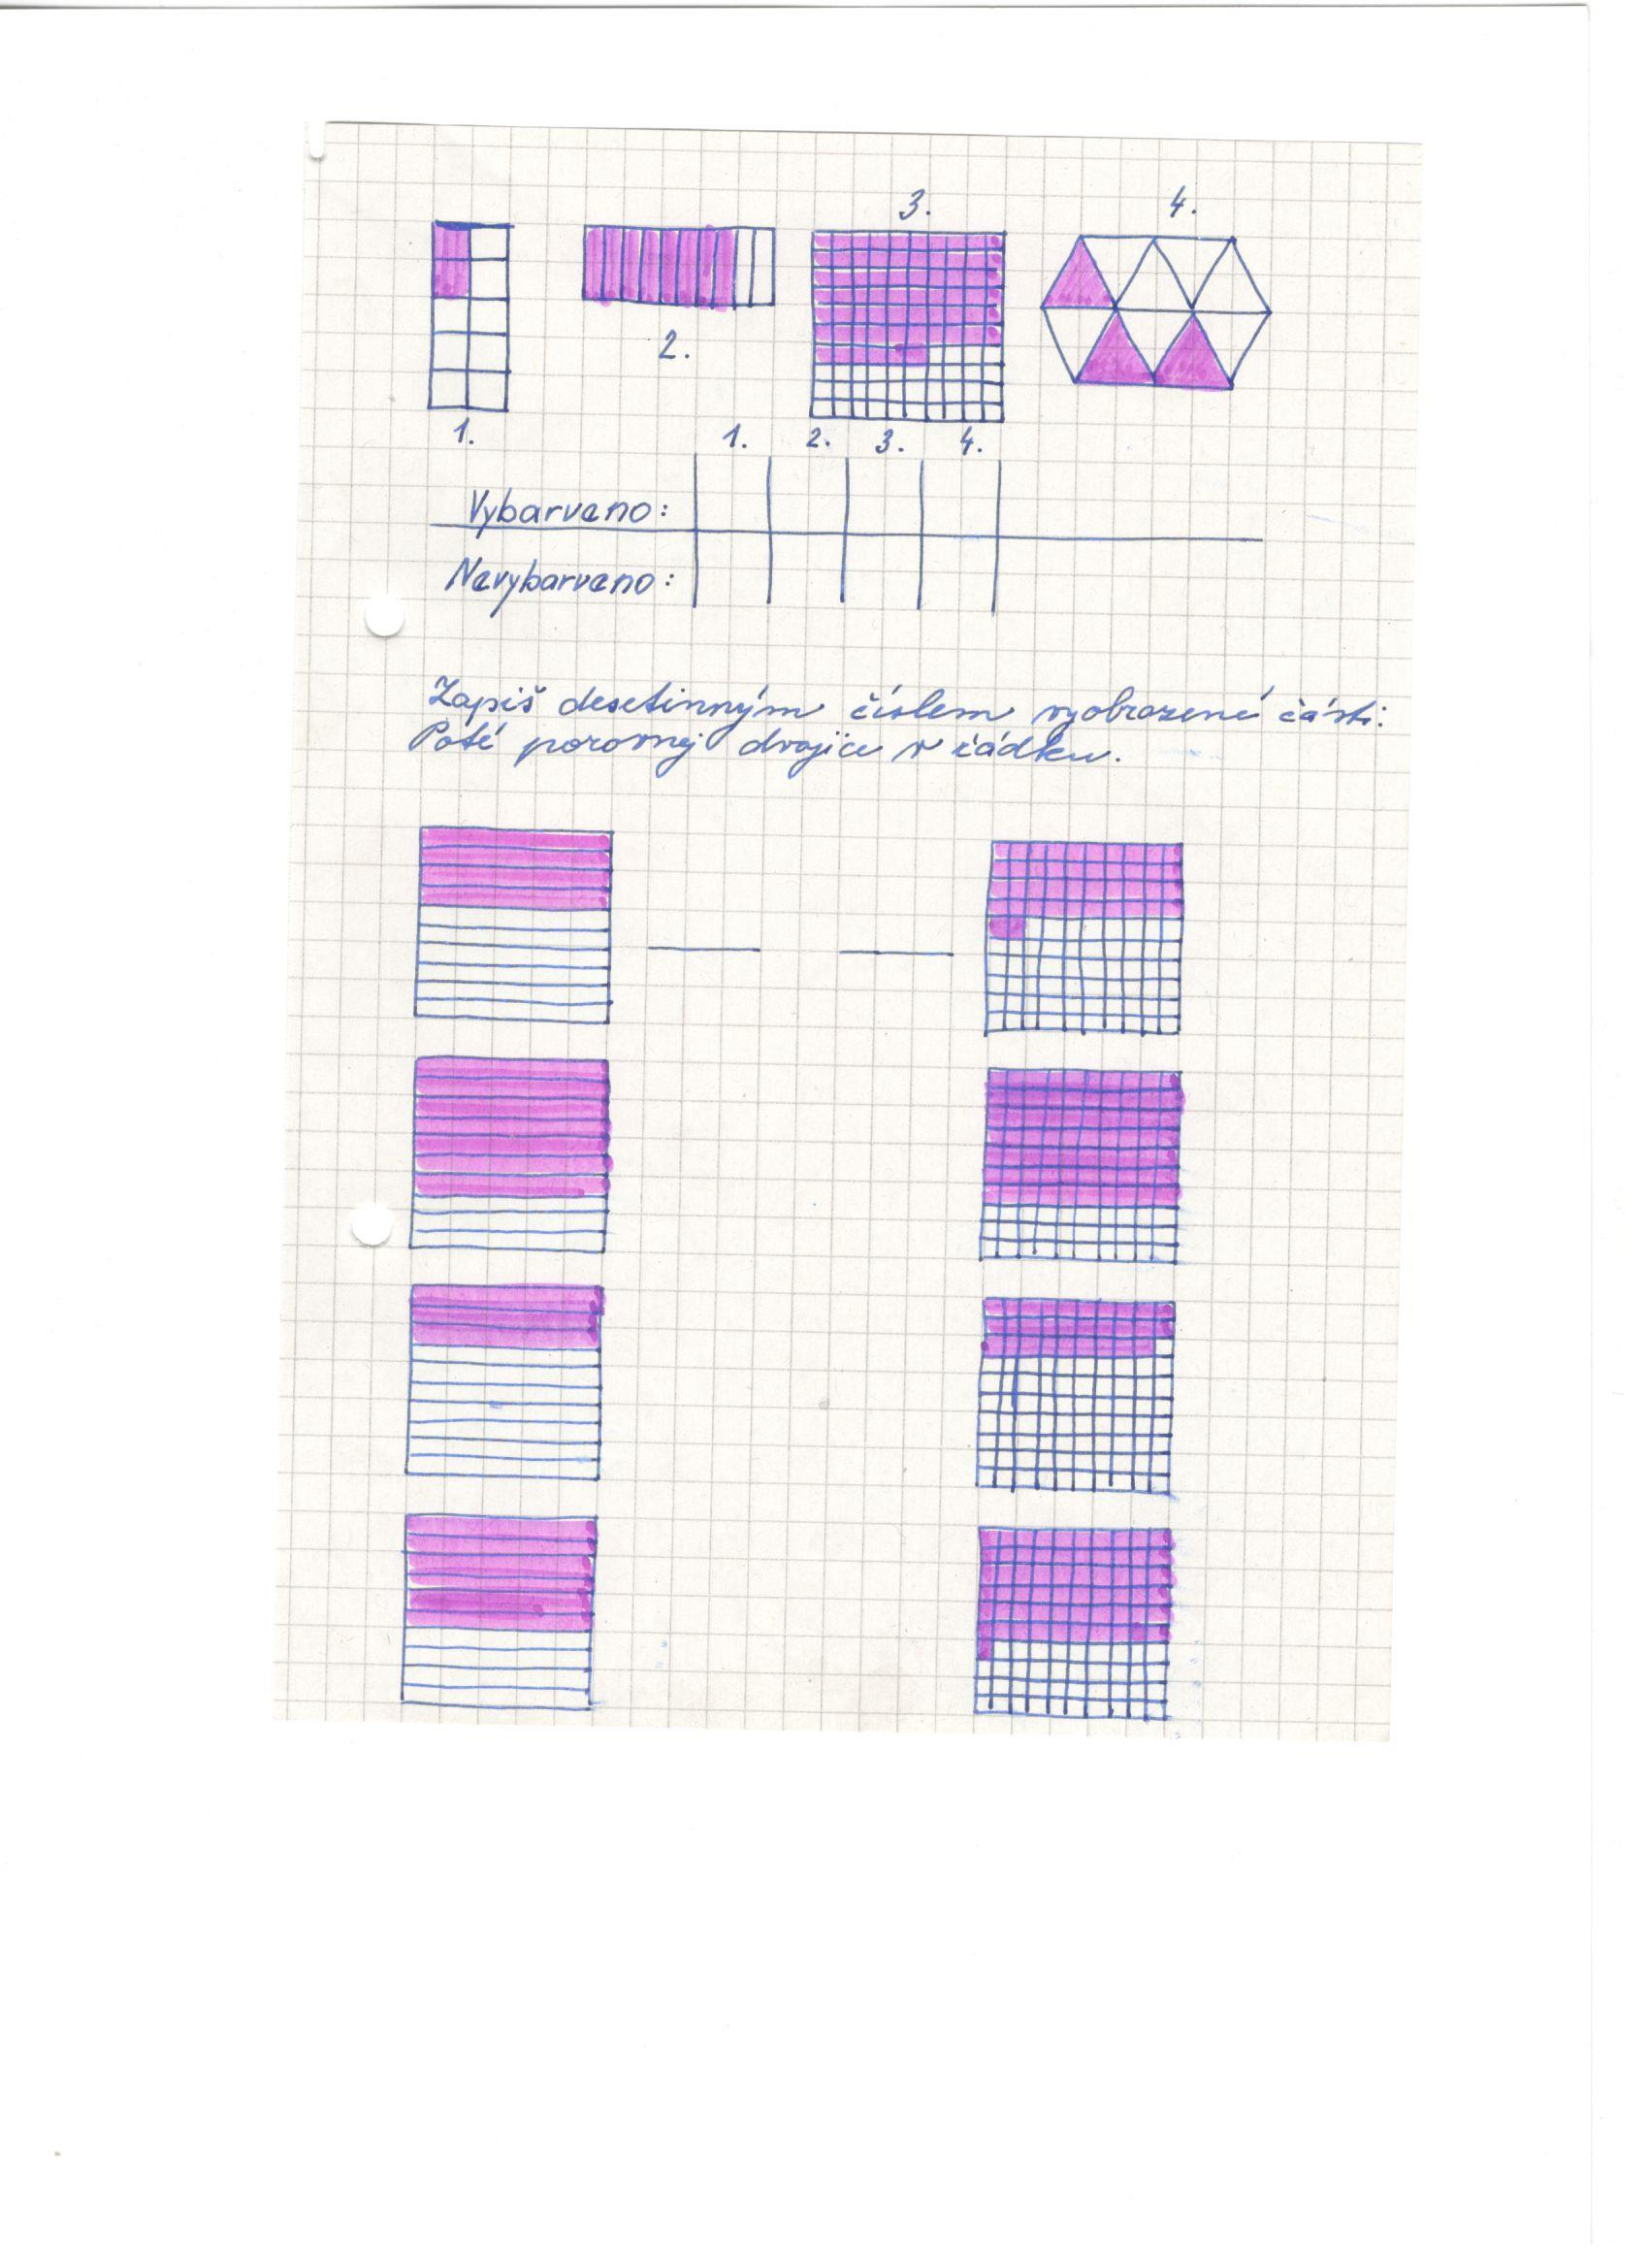 3. 4.
2.
1.
1. 2. 3. 4.
Vybarveno:
Nevybarveno:
Zapiš desetinným číslem vyobrazené části:
Poté porovnej dvojice v řádku.